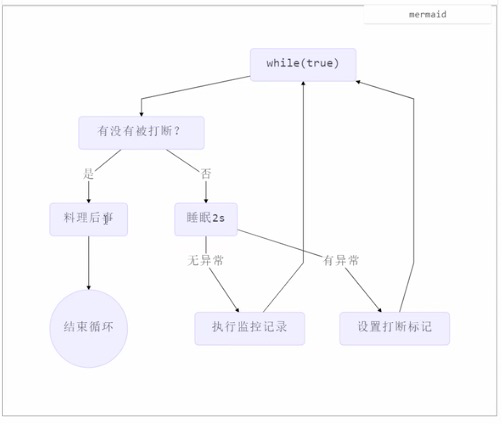 mermaid
while(true)
有没有被打断？
是
否
料理后事
睡眠2s
无异常
有异常
结束循环
执行监控记录
设置打断标记